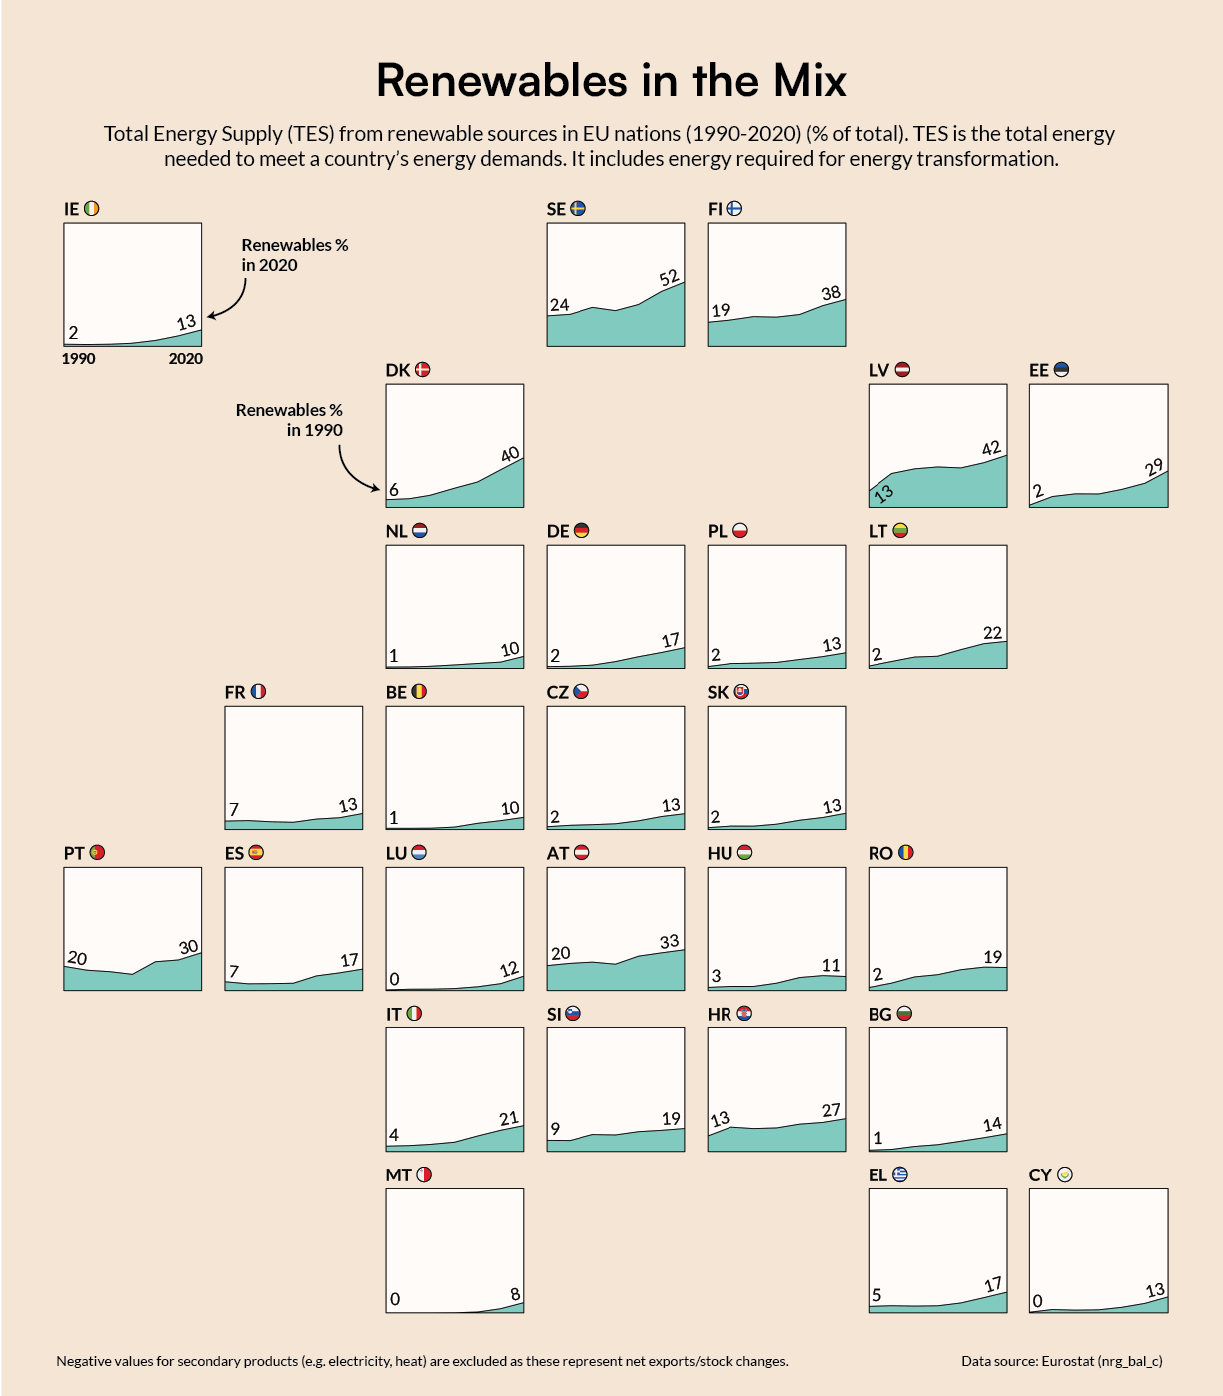 Renewables in the Mix
Total Energy Supply (TES) from renewable sources in EU nations (1990-2020) (% of total). TES is the total energy
needed to meet a country's energy demands. It includes energy required for energy transformation.
IE
2
13
1990
2020
Renewables %
in 2020
SE
24
52
FI
19
38
Renewables %
in 1990
DK
6
40
LV
13
42
EE
2
29
NL
1
10
DE
2
17
PL
2
13
LT
2
22
FR
7
13
BE
1
10
CZ
2
13
SK
2
13
PT
20
30
ES
7
17
LU
0
12
AT
20
33
HU
3
11
RO
2
19
IT
4
21
SI
9
19
HR
13
27
BG
1
14
MT
0
8
EL
5
17
CY
0
13
Negative values for secondary products (e.g. electricity, heat) are excluded as these represent net exports/stock changes.
Data source: Eurostat (nrg_bal_c)